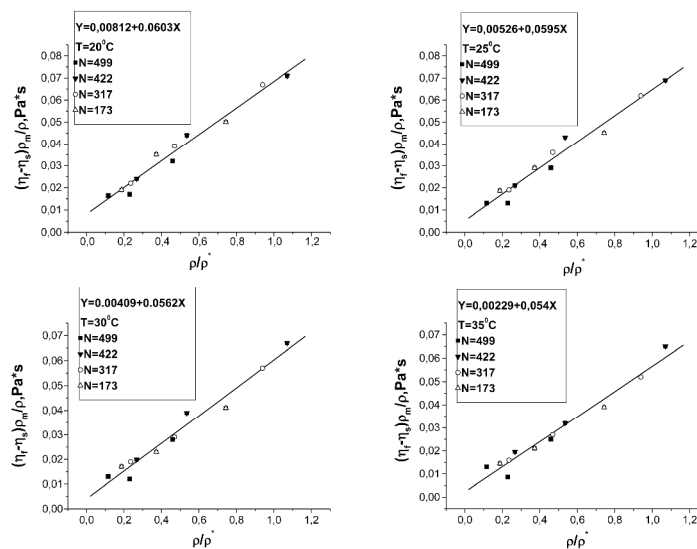 Y=0,00812+0.0603X
T=20⁰C
N=499
N=422
N=317
N=173
0,08
0,07
0,06
0,05
0,04
0,03
0,02
0,01
0,00
0,0 0,2 0,4 0,6 0,8 1,0 1,2
(ηf-ηs)ρm/ρ,Pa*s
ρ/ρ*
Y=0,00526+0,0595X
T=25⁰C
N=499
N=422
N=317
N=173
0,08
0,07
0,06
0,05
0,04
0,03
0,02
0,01
0,00
0,0 0,2 0,4 0,6 0,8 1,0 1,2
(ηf-ηs)ρm/ρ,Pa*s
ρ/ρ*
Y=0.00409+0.0562X
T=30⁰C
N=499
N=422
N=317
N=173
0,07
0,06
0,05
0,04
0,03
0,02
0,01
0,00
0,0 0,2 0,4 0,6 0,8 1,0 1,2
(ηf-ηs)ρm/ρ,Pa*s
ρ/ρ*
Y=0,00229+0,054X
T=35⁰C
N=499
N=422
N=317
N=173
0,07
0,06
0,05
0,04
0,03
0,02
0,01
0,00
0,0 0,2 0,4 0,6 0,8 1,0 1,2
(ηf-ηs)ρm/ρ,Pa*s
ρ/ρ*